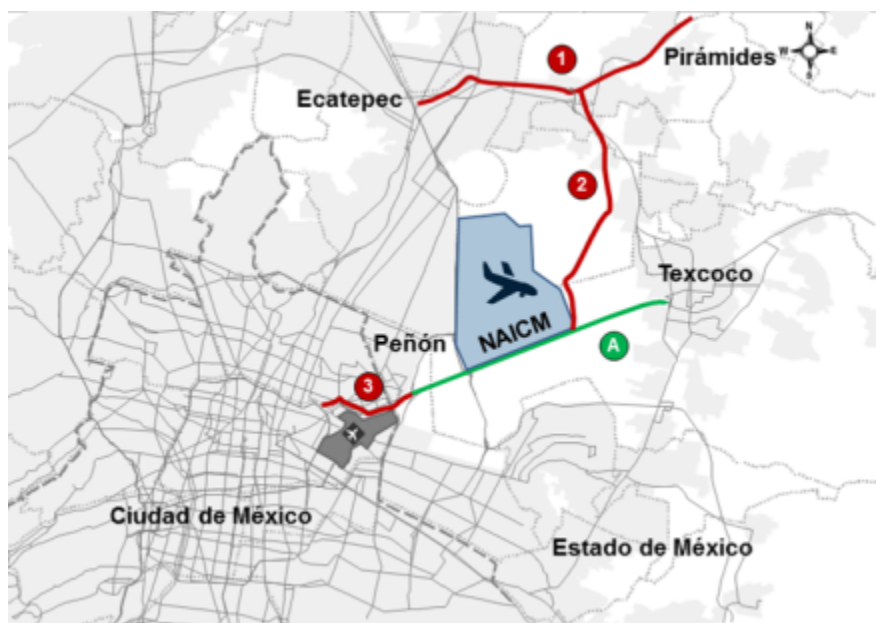 N
W E
S
1
Pirámides
Ecatepec
2
Texcoco
NAICM
Peñón
A
3
Ciudad de México
Estado de México